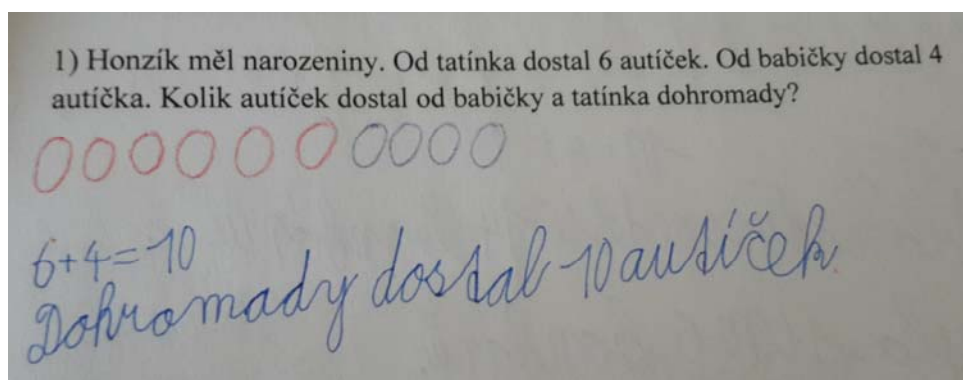 1) Honzík měl narozeniny. Od tatínka dostal 6 autíček. Od babičky dostal 4
autíčka. Kolik autíček dostal od babičky a tatínka dohromady?
6+4=10
Dohromady dostal 10 autíček